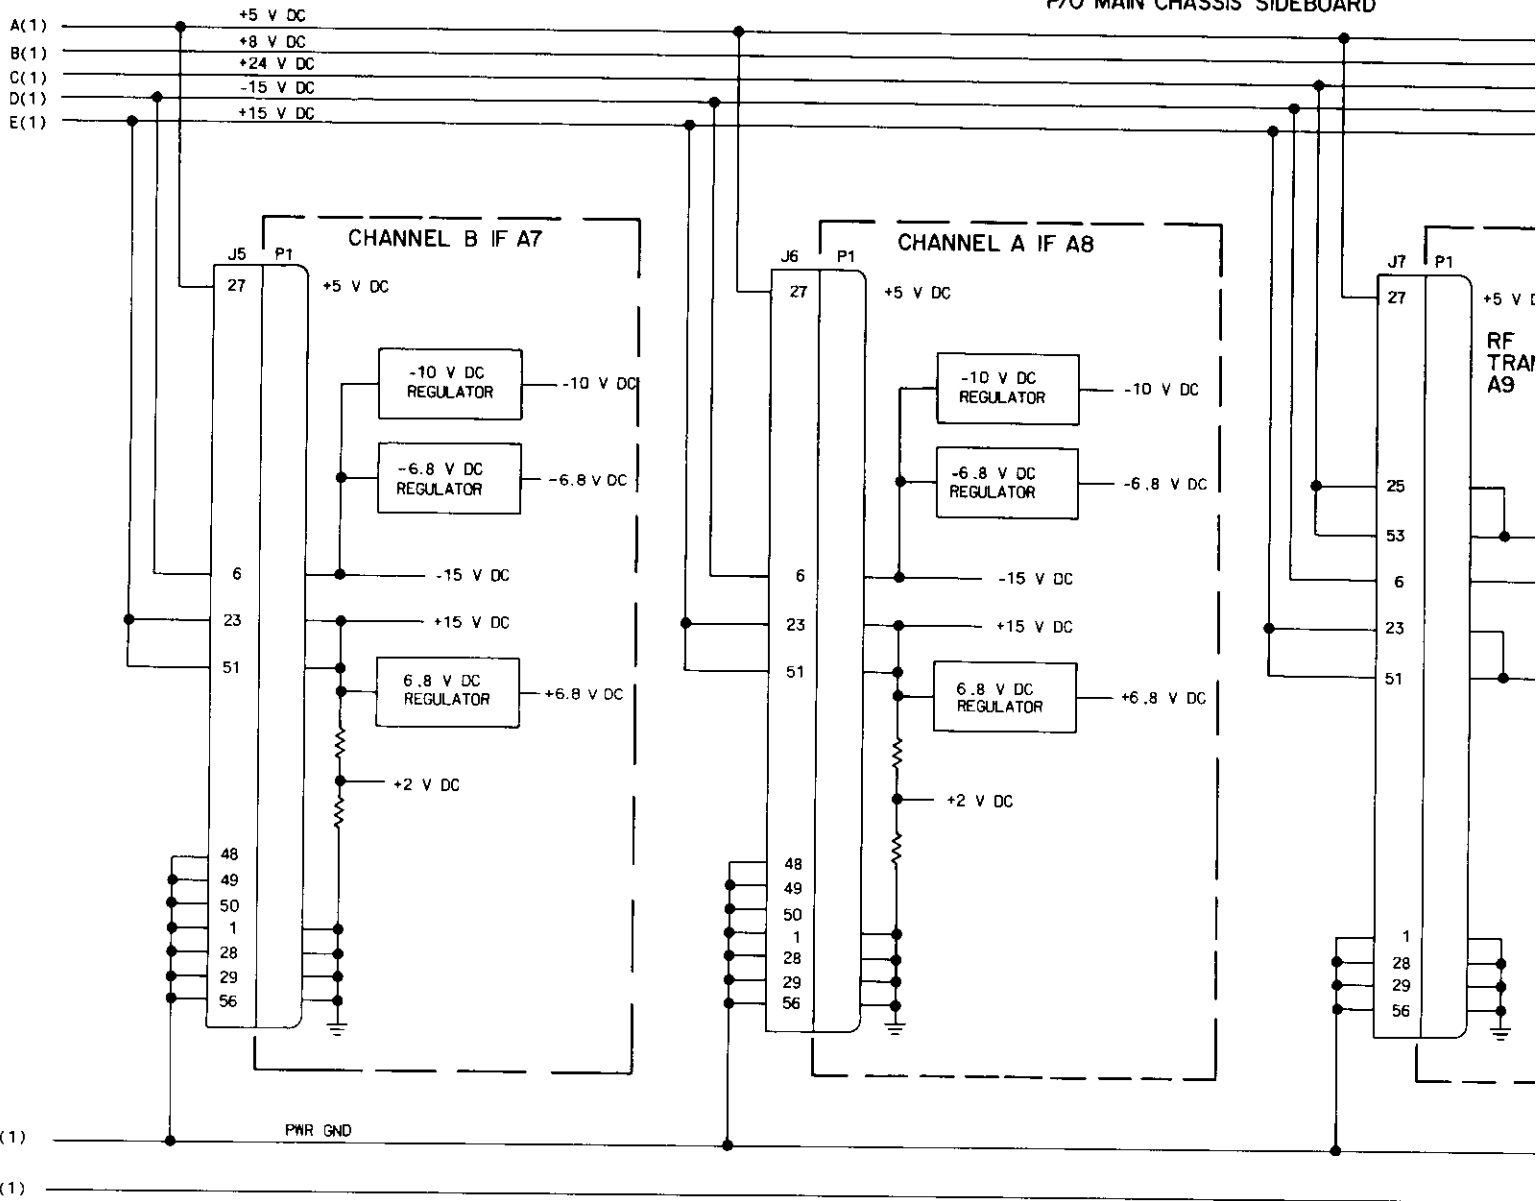 P/O MAIN CHASSIS SIDEBOARD
A(1) +5 V DC
B(1) +8 V DC
C(1) +24 V DC
D(1) -15 V DC
E(1) +15 V DC
CHANNEL B IF A7
J5 P1
27 +5 V DC
-10 V DC
REGULATOR
-10 V DC
-6.8 V DC
REGULATOR
-6.8 V DC
6 -15 V DC
23 +15 V DC
51
6.8 V DC
REGULATOR
+6.8 V DC
+2 V DC
48
49
50
1
28
29
56
CHANNEL A IF A8
J6 P1
27 +5 V DC
-10 V DC
REGULATOR
-10 V DC
-6.8 V DC
REGULATOR
-6.8 V DC
6 -15 V DC
23 +15 V DC
51
6.8 V DC
REGULATOR
+6.8 V DC
+2 V DC
48
49
50
1
28
29
56
J7 P1
27 +5 V D
RF
TRAN
A9
25
53
6
23
51
1
28
29
56
(1) PWR GND
(1)